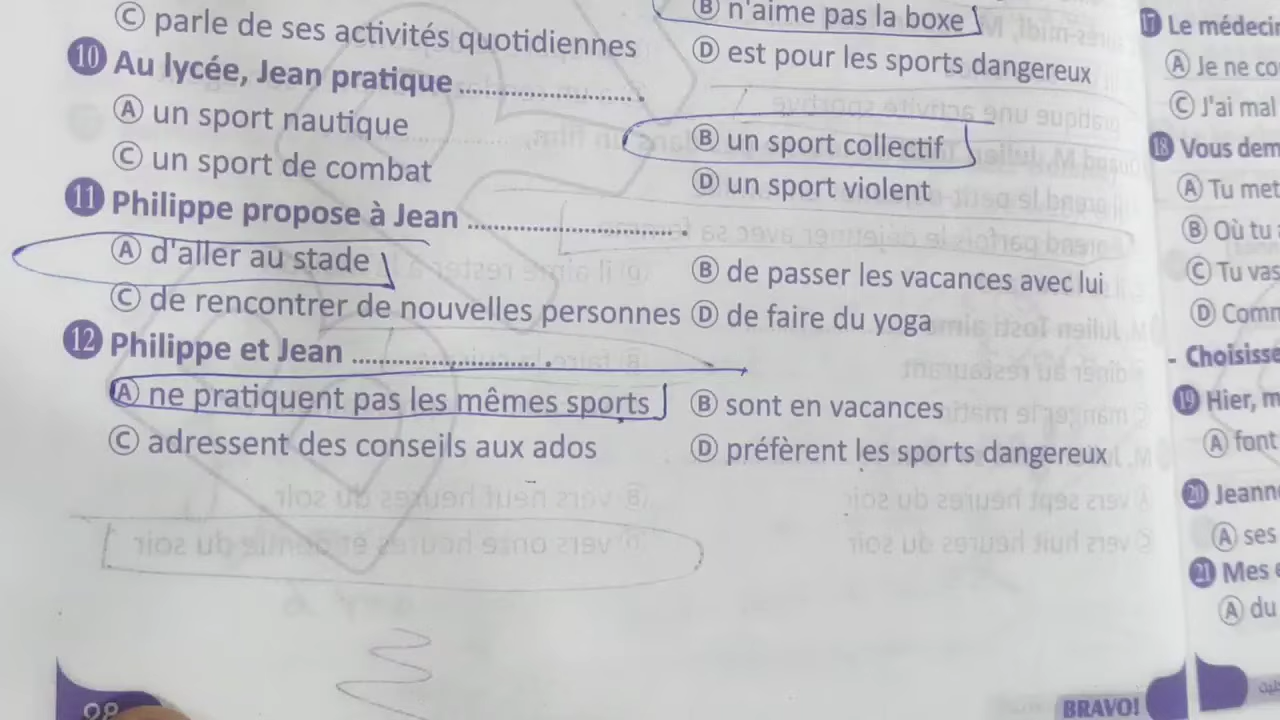 C parle de ses activités quotidiennes
B n'aime pas la boxe
D est pour les sports dangereux
10 Au lycée, Jean pratique ..............................
A un sport nautique
B un sport collectif
C un sport de combat
D un sport violent
11 Philippe propose à Jean ..............................
A d'aller au stade
B de passer les vacances avec lui
C de rencontrer de nouvelles personnes
D de faire du yoga
12 Philippe et Jean ..............................
A ne pratiquent pas les mêmes sports
B sont en vacances
C adressent des conseils aux ados
D préfèrent les sports dangereux
28
BRAVO!
17 Le médecin
A Je ne co
C J'ai mal
18 Vous dem
A Tu met
B Où tu
C Tu vas
D Comm
- Choisisse
19 Hier, m
A font
20 Jeann
A ses
21 Mes
A du